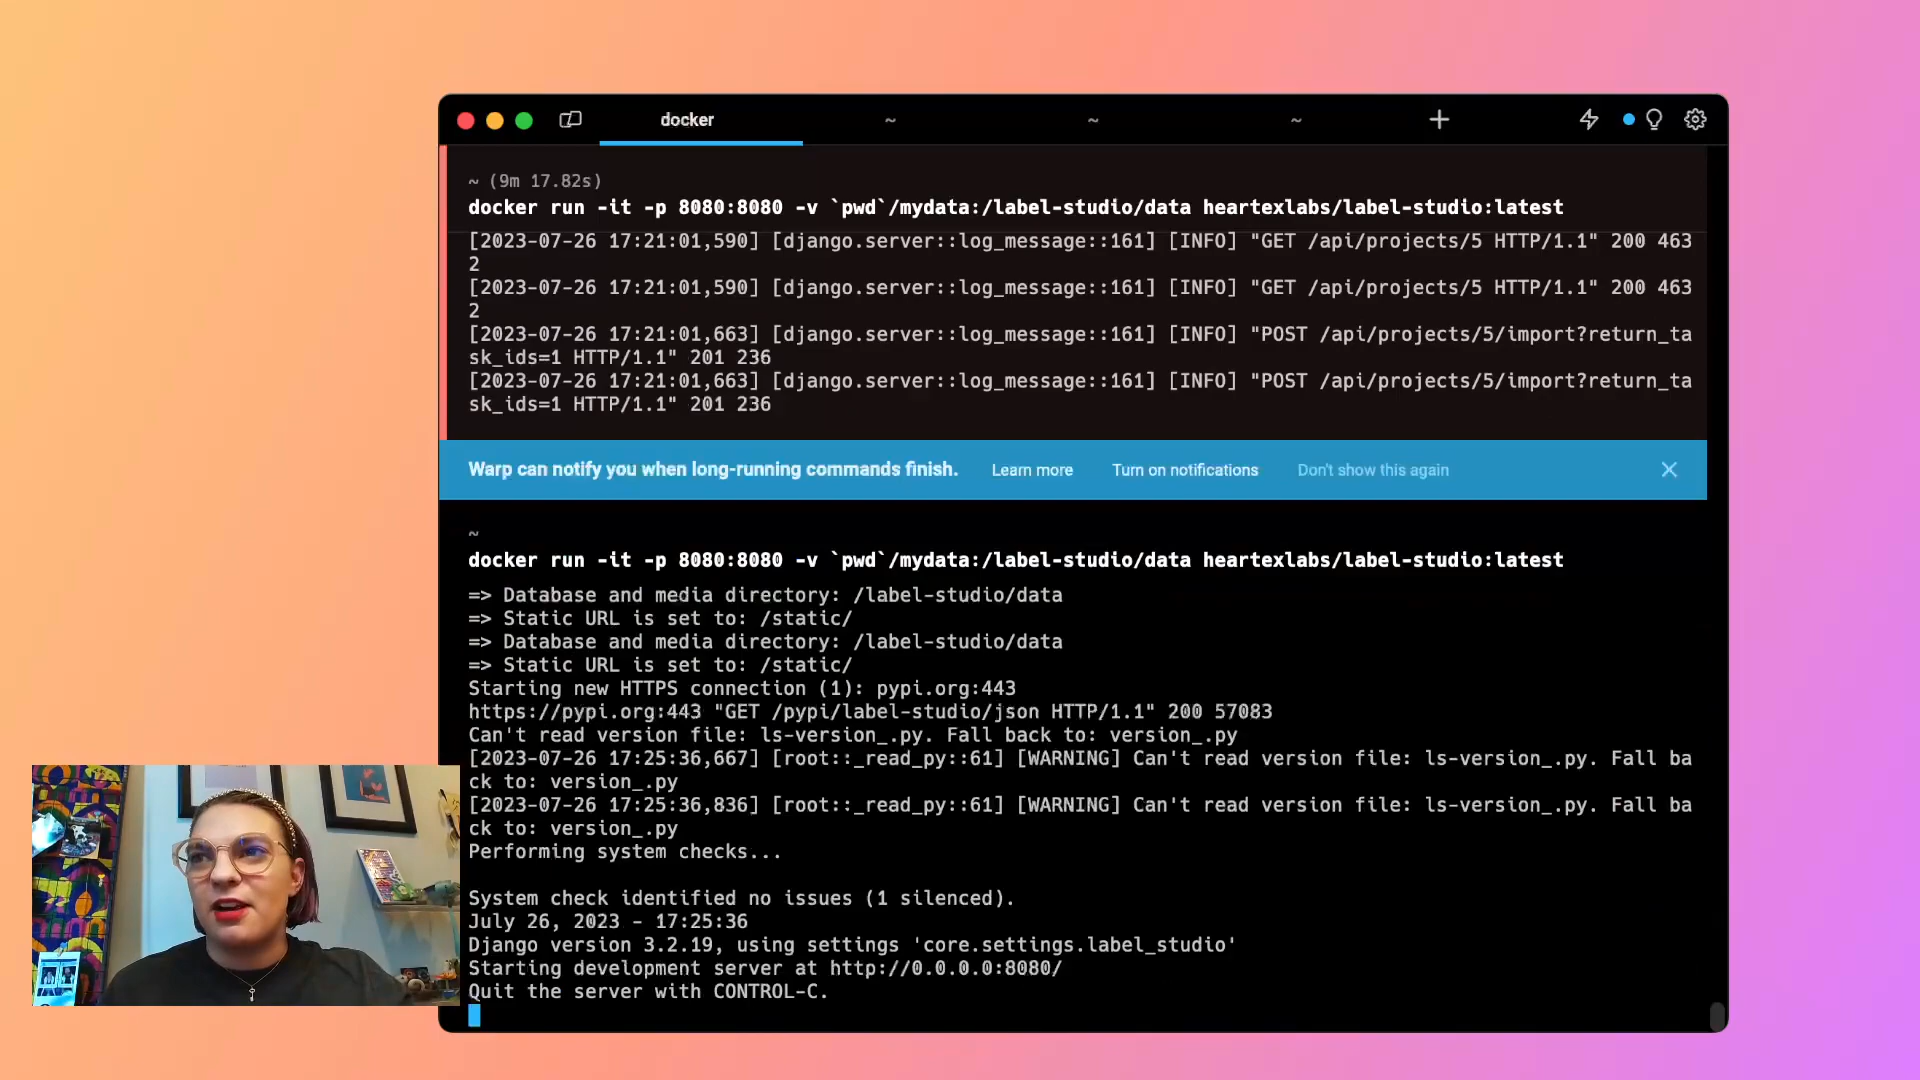 docker
~
~
~
~ (9m 17.82s)
docker run -it -p 8080:8080 -v `pwd`/mydata:/label-studio/data heartexlabs/label-studio:latest
[2023-07-26 17:21:01,590] [django.server::log_message::161] [INFO] "GET /api/projects/5 HTTP/1.1" 200 463
2
[2023-07-26 17:21:01,590] [django.server::log_message::161] [INFO] "GET /api/projects/5 HTTP/1.1" 200 463
2
[2023-07-26 17:21:01,663] [django.server::log_message::161] [INFO] "POST /api/projects/5/import?return_ta
sk_ids=1 HTTP/1.1" 201 236
[2023-07-26 17:21:01,663] [django.server::log_message::161] [INFO] "POST /api/projects/5/import?return_ta
sk_ids=1 HTTP/1.1" 201 236
Warp can notify you when long-running commands finish. Learn more Turn on notifications Don't show this again
~
docker run -it -p 8080:8080 -v `pwd`/mydata:/label-studio/data heartexlabs/label-studio:latest
=> Database and media directory: /label-studio/data
=> Static URL is set to: /static/
=> Database and media directory: /label-studio/data
=> Static URL is set to: /static/
Starting new HTTPS connection (1): pypi.org:443
https://pypi.org:443 "GET /pypi/label-studio/json HTTP/1.1" 200 57083
Can't read version file: ls-version_.py. Fall back to: version_.py
[2023-07-26 17:25:36,667] [root::_read_py::61] [WARNING] Can't read version file: ls-version_.py. Fall ba
ck to: version_.py
[2023-07-26 17:25:36,836] [root::_read_py::61] [WARNING] Can't read version file: ls-version_.py. Fall ba
ck to: version_.py
Performing system checks...
System check identified no issues (1 silenced).
July 26, 2023 - 17:25:36
Django version 3.2.19, using settings 'core.settings.label_studio'
Starting development server at http://0.0.0.0:8080/
Quit the server with CONTROL-C.